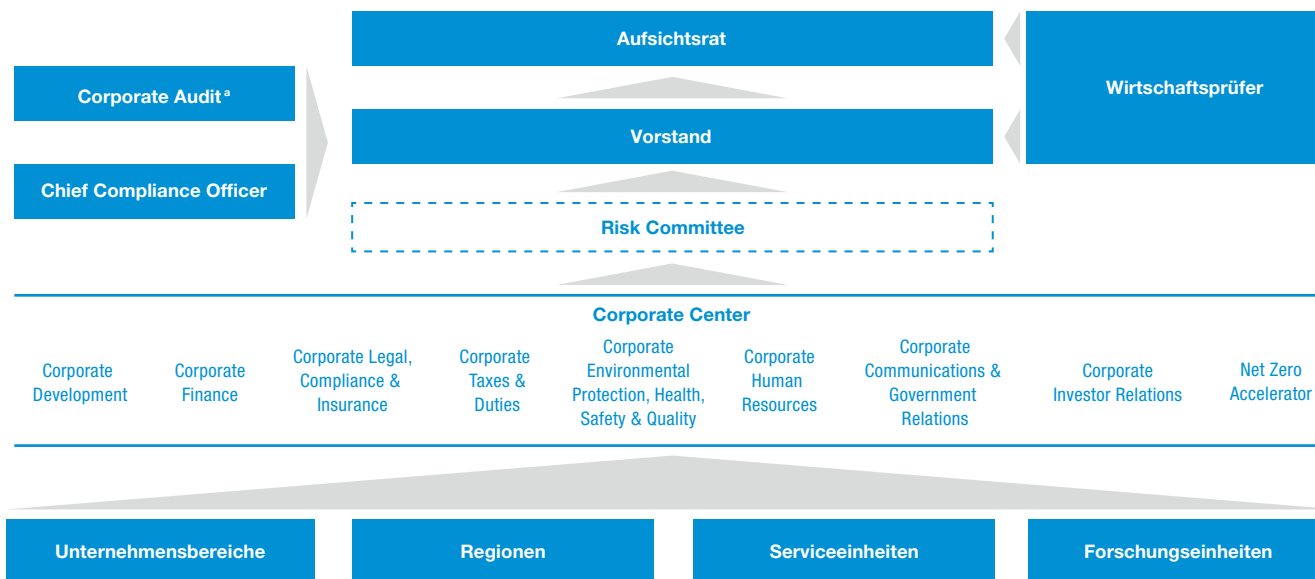 Aufsichtsrat
Corporate Audit ᵃ
Wirtschaftsprüfer
Vorstand
Chief Compliance Officer
Risk Committee
Corporate Center
Corporate
Development
Corporate
Finance
Corporate Legal,
Compliance &
Insurance
Corporate
Taxes &
Duties
Corporate
Environmental
Protection, Health,
Safety & Quality
Corporate
Human
Resources
Corporate
Communications &
Government
Relations
Corporate
Investor Relations
Net Zero
Accelerator
Unternehmensbereiche
Regionen
Serviceeinheiten
Forschungseinheiten